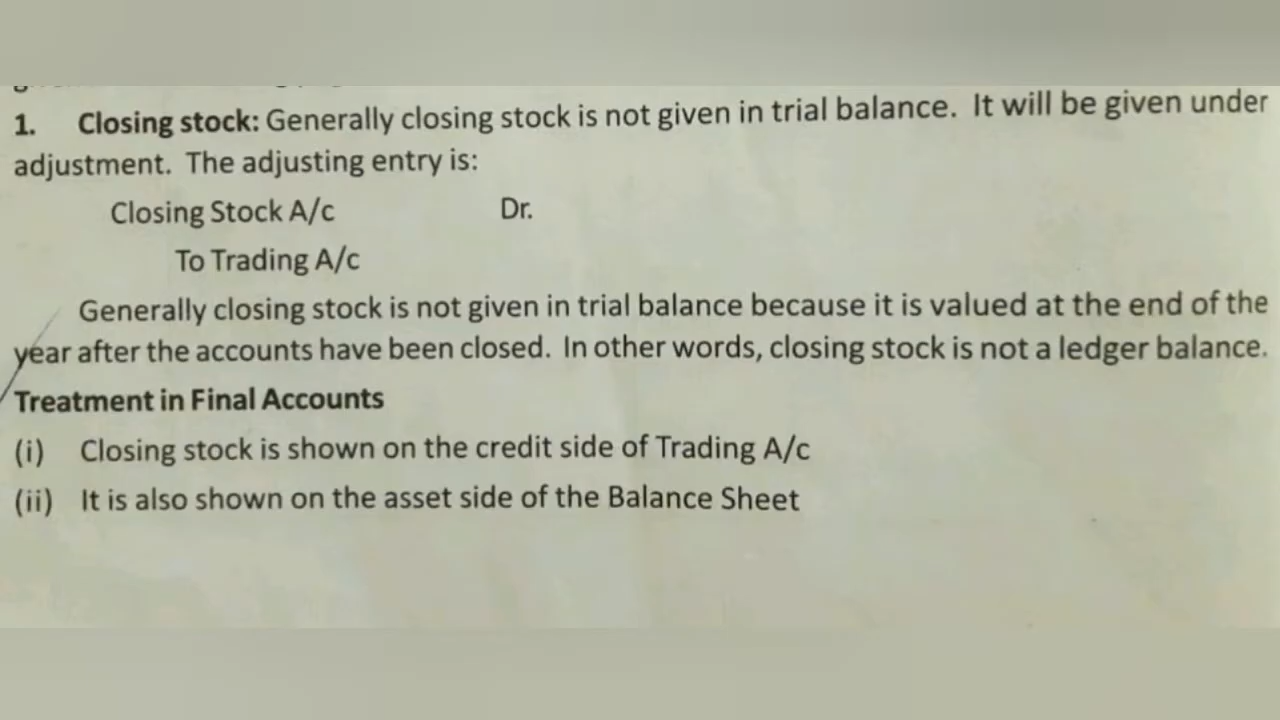 1. Closing stock: Generally closing stock is not given in trial balance. It will be given under
adjustment. The adjusting entry is:
Closing Stock A/c Dr.
To Trading A/c
Generally closing stock is not given in trial balance because it is valued at the end of the
year after the accounts have been closed. In other words, closing stock is not a ledger balance.
Treatment in Final Accounts
(i) Closing stock is shown on the credit side of Trading A/c
(ii) It is also shown on the asset side of the Balance Sheet